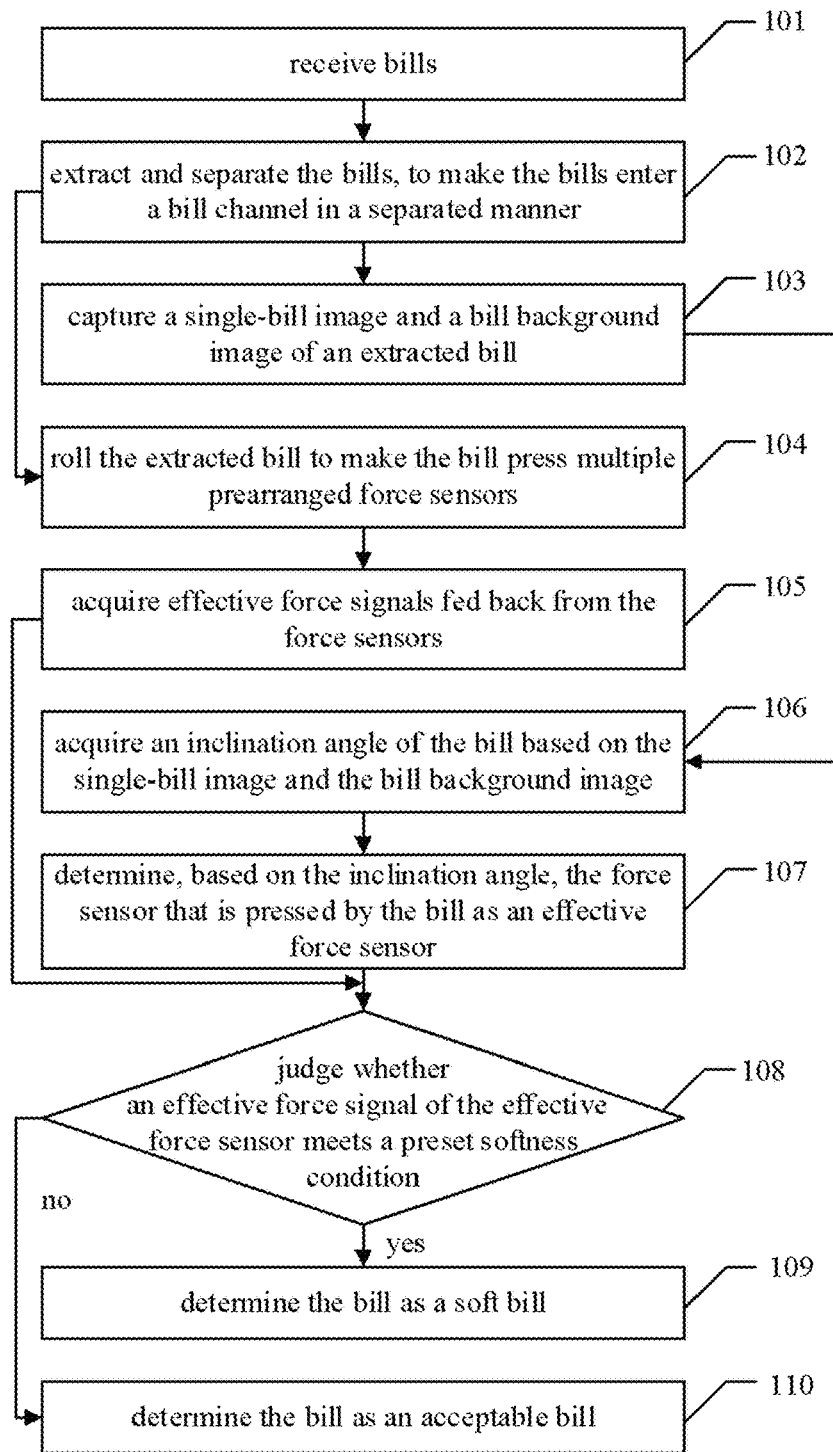 101
receive bills
102
extract and separate the bills, to make the bills enter
a bill channel in a separated manner
103
capture a single-bill image and a bill background
image of an extracted bill
104
roll the extracted bill to make the bill press multiple
prearranged force sensors
105
acquire effective force signals fed back from the
force sensors
106
acquire an inclination angle of the bill based on the
single-bill image and the bill background image
107
determine, based on the inclination angle, the force
sensor that is pressed by the bill as an effective
force sensor
108
judge whether
an effective force signal of the effective
force sensor meets a preset softness
condition
no
yes
109
determine the bill as a soft bill
110
determine the bill as an acceptable bill